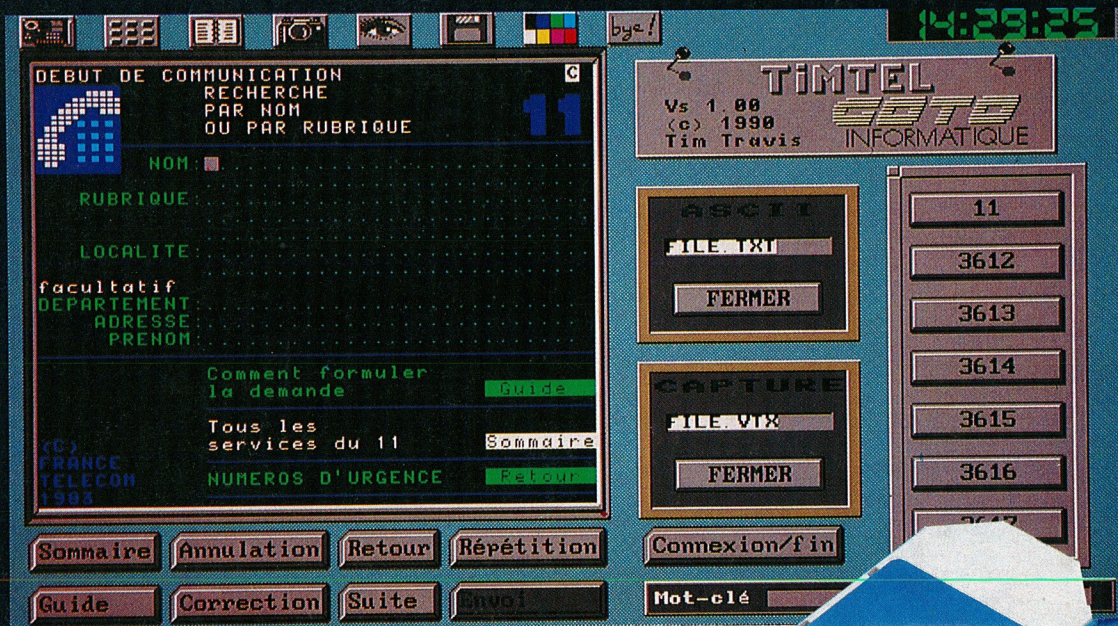 bye!
14:29:25
DEBUT DE COMMUNICATION C
RECHERCHE
PAR NOM
OU PAR RUBRIQUE
11
NOM:
RUBRIQUE:
LOCALITE:
facultatif
DEPARTEMENT:
ADRESSE:
PRENOM:
Comment formuler
la demande Guide
Tous les
services du 11 Sommaire
NUMEROS D'URGENCE Retour
(C)
FRANCE
TELECOM
1983
TiMTEL
Vs 1.00
(c) 1990
Tim Travis
GOTO
INFORMATIQUE
ASCII
FILE.TXT
FERMER
CAPTURE
FILE.VTX
FERMER
11
3612
3613
3614
3615
3616
3617
Sommaire Annulation Retour Répétition Connexion/fin
Guide Correction Suite Envoi Mot-clé